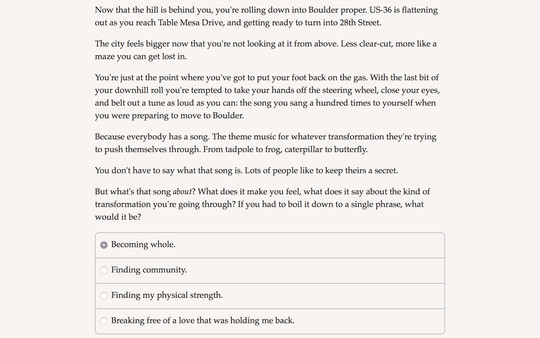 Now that the hill is behind you, you're rolling down into Boulder proper. US-36 is flattening
out as you reach Table Mesa Drive, and getting ready to turn into 28th Street.
The city feels bigger now that you're not looking at it from above. Less clear-cut, more like a
maze you can get lost in.
You're just at the point where you've got to put your foot back on the gas. With the last bit of
your downhill roll you're tempted to take your hands off the steering wheel, close your eyes,
and belt out a tune as loud as you can: the song you sang a hundred times to yourself when
you were preparing to move to Boulder.
Because everybody has a song. The theme music for whatever transformation they're trying
to push themselves through. From tadpole to frog, caterpillar to butterfly.
You don't have to say what that song is. Lots of people like to keep theirs a secret.
But what's that song about? What does it make you feel, what does it say about the kind of
transformation you're going through? If you had to boil it down to a single phrase, what
would it be?
Becoming whole.
Finding community.
Finding my physical strength.
Breaking free of a love that was holding me back.